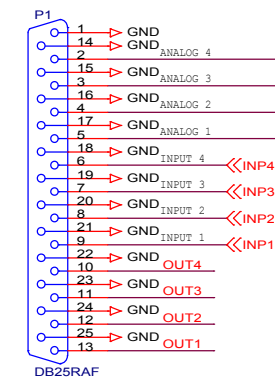 P1
1 GND
14 GND
2 ANALOG 4
15 GND
3 ANALOG 3
16 GND
4 ANALOG 2
17 GND
5 ANALOG 1
18 GND
6 INPUT 4 INP4
19 GND
7 INPUT 3 INP3
20 GND
8 INPUT 2 INP2
21 GND
9 INPUT 1 INP1
22 GND
10 OUT4
23 GND
11 OUT3
24 GND
12 OUT2
25 GND
13 OUT1
DB25RAF